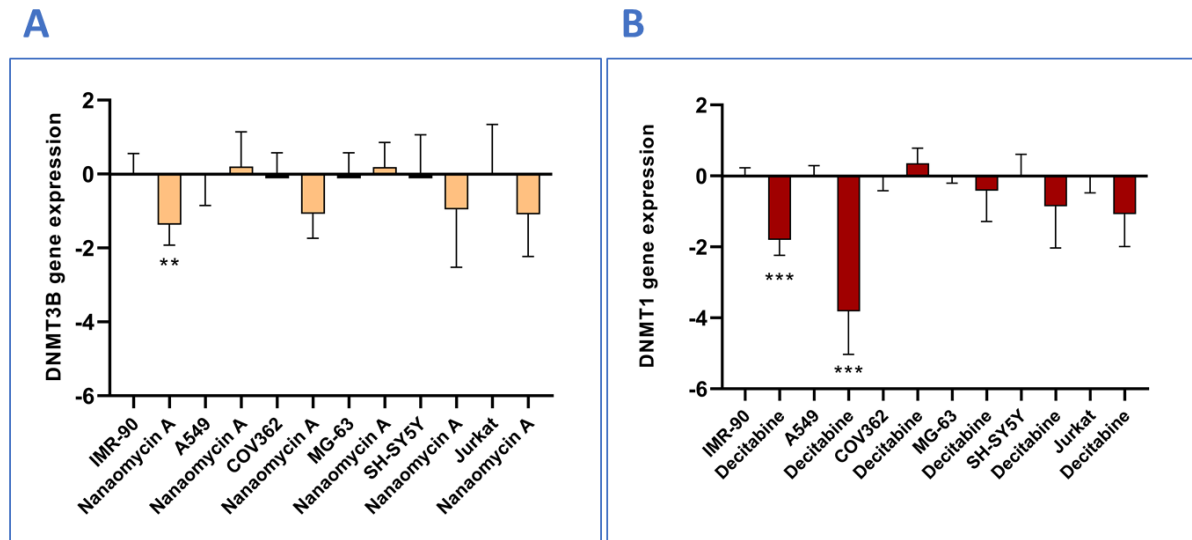 A
DNMT3B gene expression
2
0
-2
-4
-6
**
IMR-90
Nanaomycin A
A549
Nanaomycin A
COV362
Nanaomycin A
MG-63
Nanaomycin A
SH-SY5Y
Nanaomycin A
Jurkat
Nanaomycin A
B
DNMT1 gene expression
2
0
-2
-4
-6
***
***
IMR-90
Decitabine
A549
Decitabine
COV362
Decitabine
MG-63
Decitabine
SH-SY5Y
Decitabine
Jurkat
Decitabine